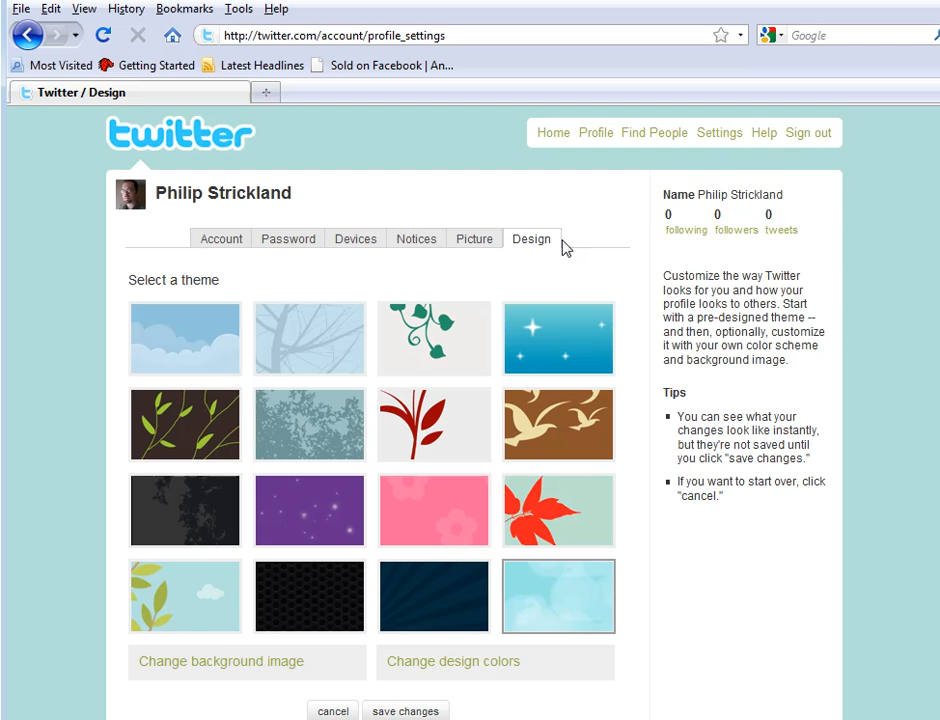 File Edit View History Bookmarks Tools Help
http://twitter.com/account/profile_settings Google
Most Visited Getting Started Latest Headlines Sold on Facebook | An...
Twitter / Design
twitter
Home Profile Find People Settings Help Sign out
Philip Strickland
Account Password Devices Notices Picture Design
Select a theme
Change background image Change design colors
cancel save changes
Name Philip Strickland
0 0 0
following followers tweets
Customize the way Twitter
looks for you and how your
profile looks to others. Start
with a pre-designed theme --
and then, optionally, customize
it with your own color scheme
and background image.
Tips
You can see what your
changes look like instantly,
but they're not saved until
you click "save changes."
If you want to start over, click
"cancel."